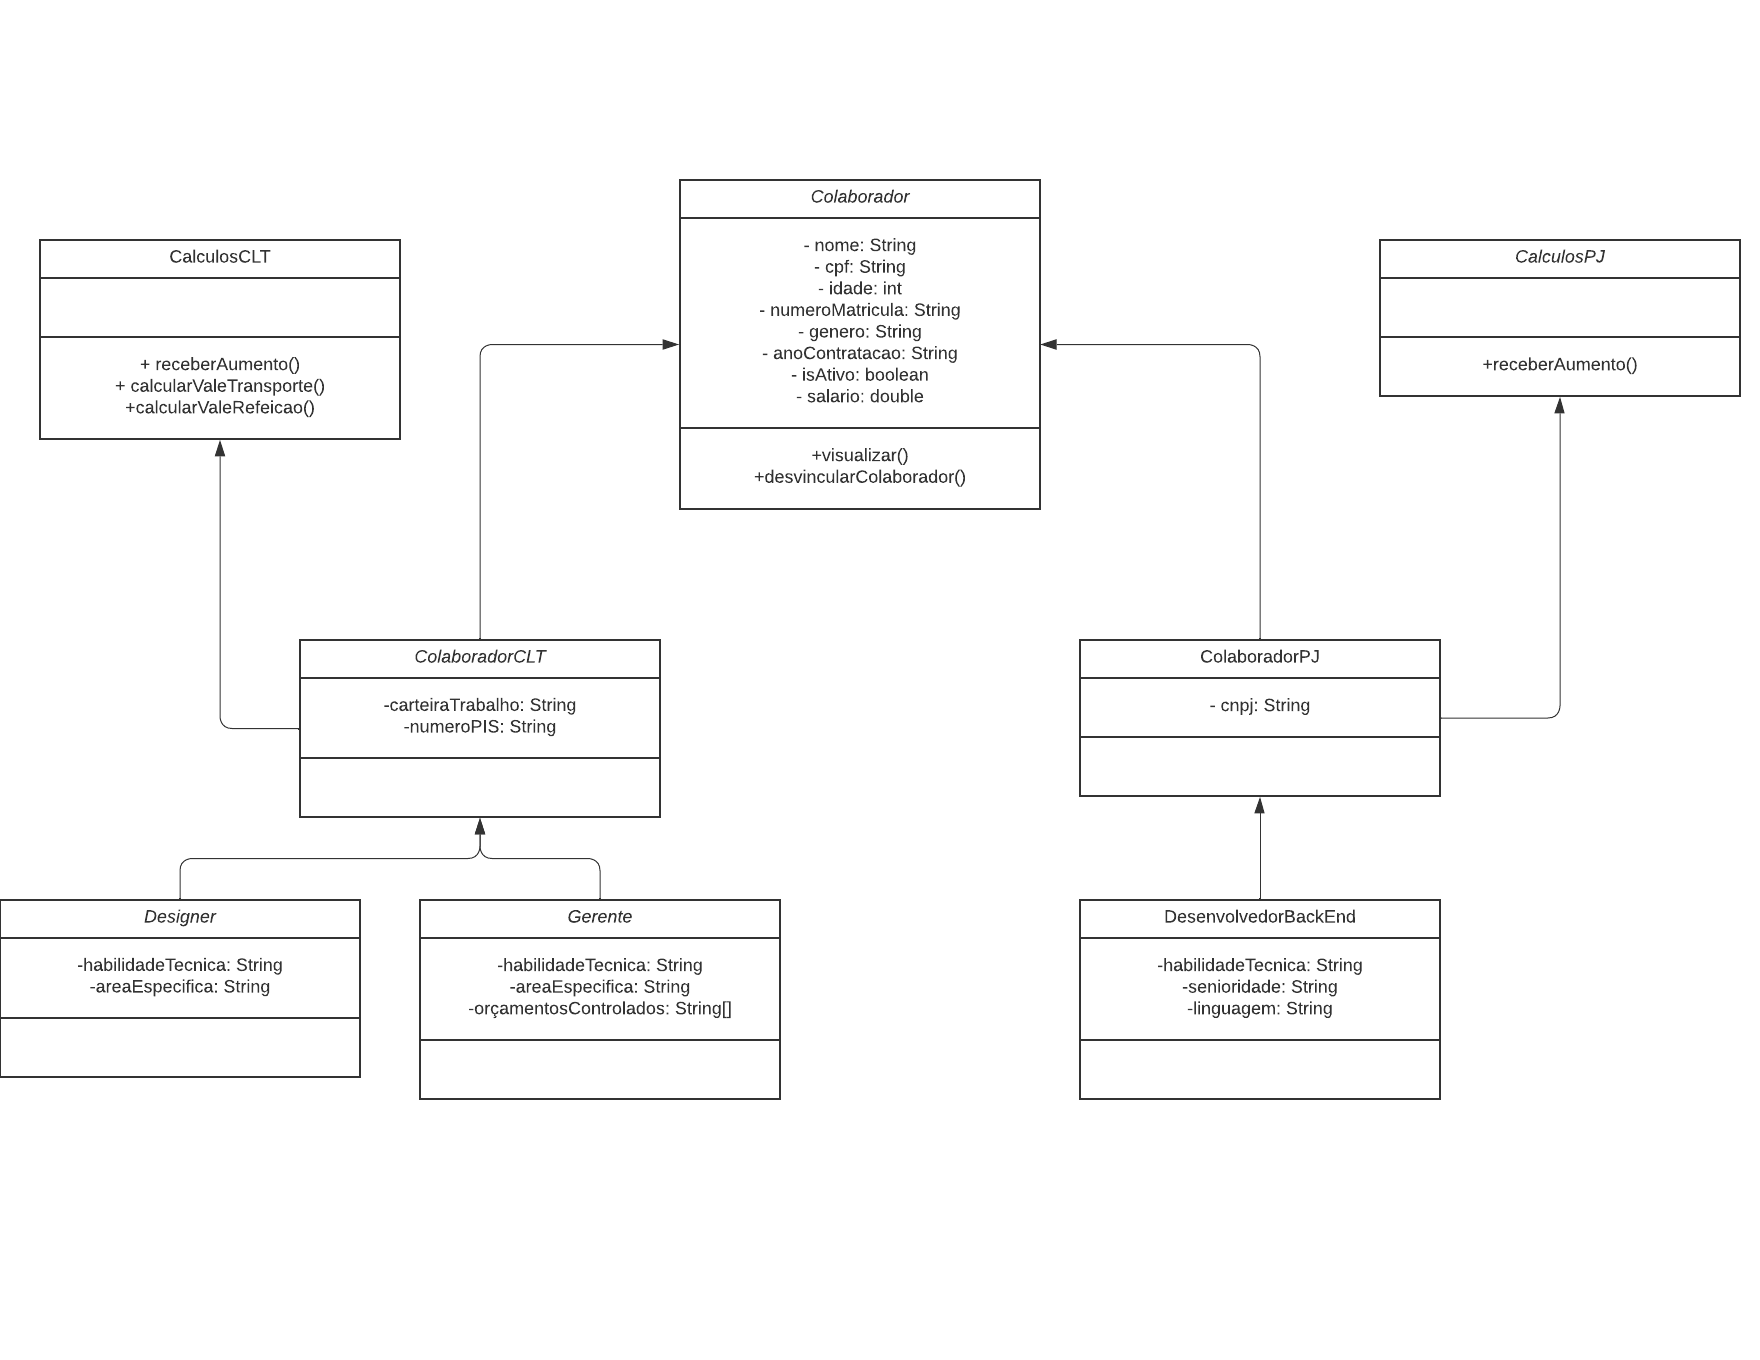 Colaborador
- nome: String
- cpf: String
- idade: int
- numeroMatricula: String
- genero: String
- anoContratacao: String
- isAtivo: boolean
- salario: double
+visualizar()
+desvincularColaborador()
CalculosCLT
+ receberAumento()
+ calcularValeTransporte()
+calcularValeRefeicao()
CalculosPJ
+receberAumento()
ColaboradorCLT
-carteiraTrabalho: String
-numeroPIS: String
ColaboradorPJ
- cnpj: String
Designer
-habilidadeTecnica: String
-areaEspecifica: String
Gerente
-habilidadeTecnica: String
-areaEspecifica: String
-orçamentosControlados: String[]
DesenvolvedorBackEnd
-habilidadeTecnica: String
-senioridade: String
-linguagem: String